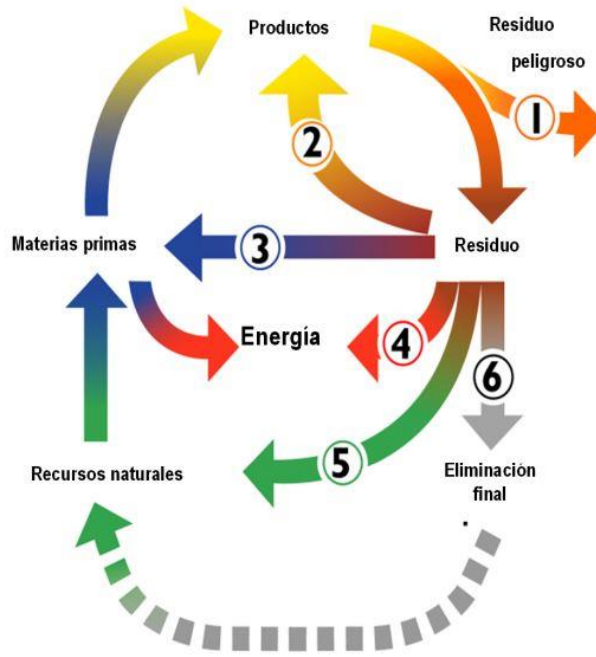 Productos
Residuo
peligroso
1
2
Materias primas
3
Residuo
Energía
4
6
Recursos naturales
5
Eliminación
final
.